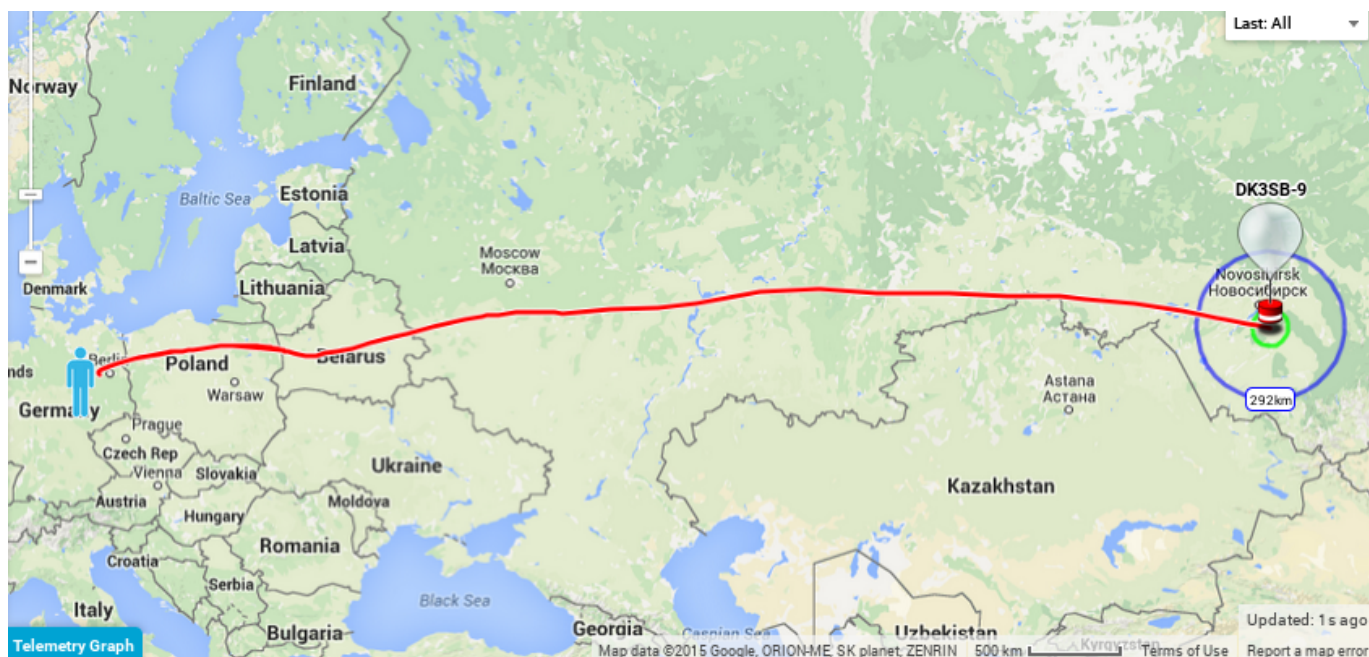 Last: All
Norway
Finland
Estonia
Baltic Sea
Latvia
Lithuania
Denmark
Moscow
Москва
DK3SB-9
Novosibirsk
Новосибирск
Belarus
Poland
Warsaw
Germany
Prague
Czech Rep
Vienna
Slovakia
Austria
Hungary
Ukraine
Moldova
Romania
Croatia
Serbia
Italy
Bulgaria
Black Sea
Georgia
Caspian Sea
Astana
Астана
Kazakhstan
292km
Uzbekistan
Kyrgyzstan
Updated: 1s ago
Telemetry Graph
Map data ©2015 Google, ORION-ME, SK planet, ZENRIN
500 km
Terms of Use
Report a map error